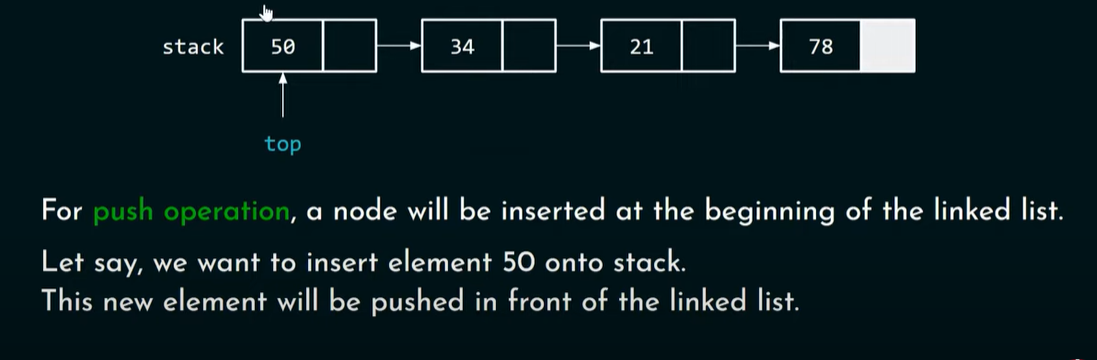 stack 50 34 21 78
top
For push operation, a node will be inserted at the beginning of the linked list.
Let say, we want to insert element 50 onto stack.
This new element will be pushed in front of the linked list.